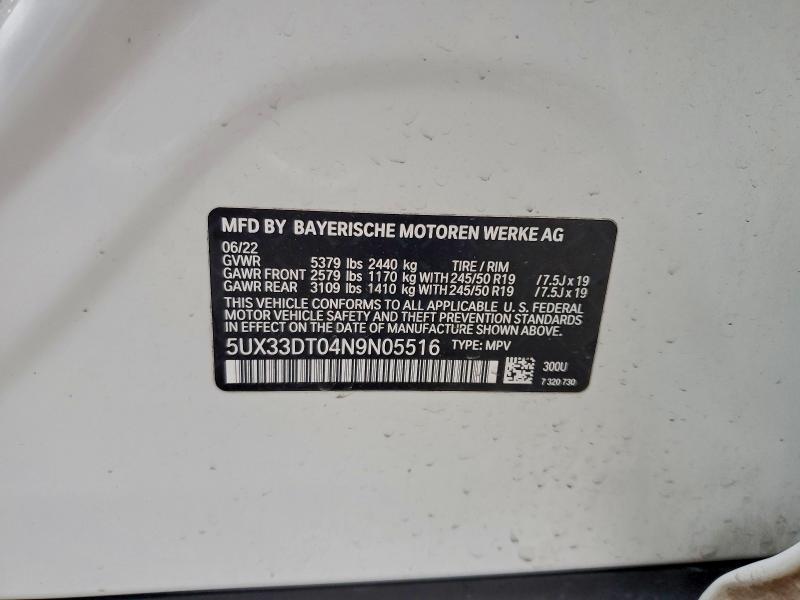 MFD BY BAYERISCHE MOTOREN WERKE AG
06/22
GVWR 5379 lbs 2440 kg TIRE / RIM
GAWR FRONT 2579 lbs 1170 kg WITH 245/50 R19 /7.5J x 19
GAWR REAR 3109 lbs 1410 kg WITH 245/50 R19 /7.5J x 19
THIS VEHICLE CONFORMS TO ALL APPLICABLE U. S. FEDERAL
MOTOR VEHICLE SAFETY AND THEFT PREVENTION STANDARDS
IN EFFECT ON THE DATE OF MANUFACTURE SHOWN ABOVE.
5UX33DT04N9N05516 TYPE: MPV
300U
7 320 730